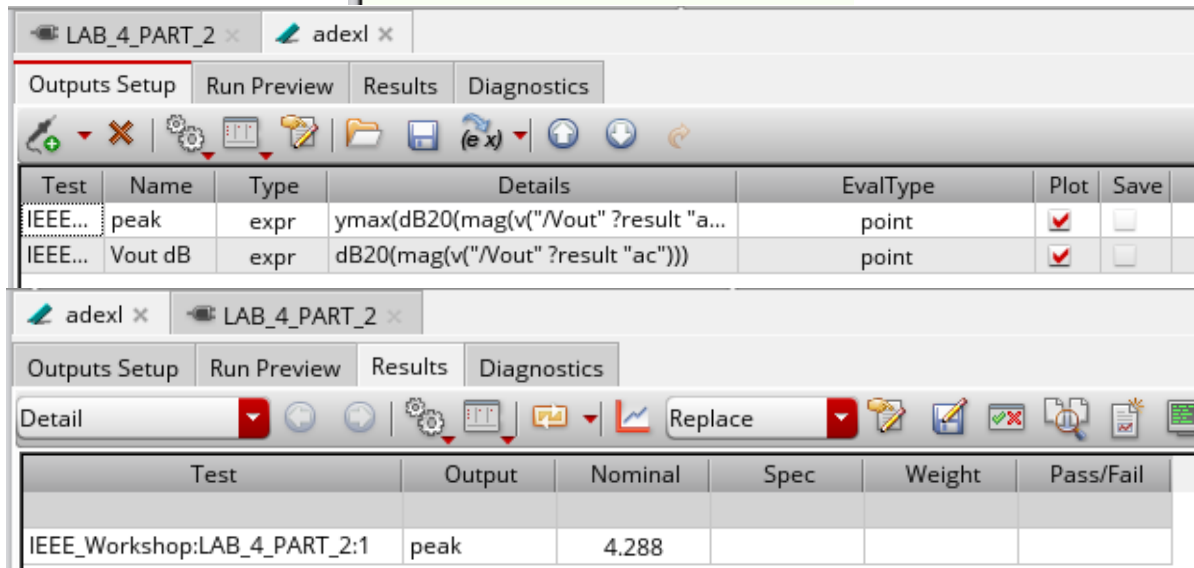 LAB_4_PART_2 adexl
Outputs Setup Run Preview Results Diagnostics
(e x)
Test Name Type Details EvalType Plot Save
IEEE... peak expr ymax(dB20(mag(v("/Vout" ?result "a... point
IEEE... Vout dB expr dB20(mag(v("/Vout" ?result "ac"))) point
adexl LAB_4_PART_2
Outputs Setup Run Preview Results Diagnostics
Detail Replace
Test Output Nominal Spec Weight Pass/Fail
IEEE_Workshop:LAB_4_PART_2:1 peak 4.288